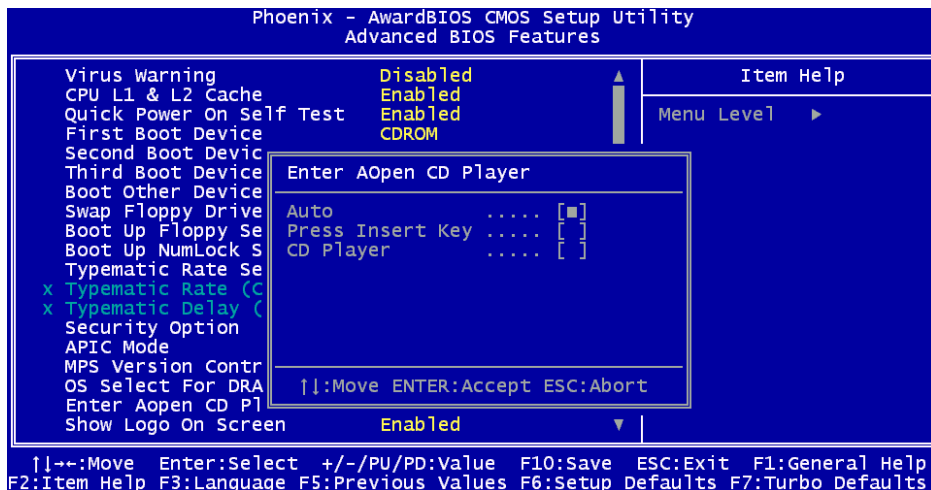 Phoenix - AwardBIOS CMOS Setup Utility
Advanced BIOS Features
Virus Warning Disabled
CPU L1 & L2 Cache Enabled
Quick Power On Self Test Enabled
First Boot Device CDROM
Second Boot Devic
Third Boot Device
Boot Other Device
Swap Floppy Drive
Boot Up Floppy Se
Boot Up NumLock S
Typematic Rate Se
x Typematic Rate (C
x Typematic Delay (
Security Option
APIC Mode
MPS Version Contr
OS Select For DRA
Enter Aopen CD Pl
Show Logo On Screen Enabled
Enter AOpen CD Player
Auto ..... [■]
Press Insert Key ..... [ ]
CD Player ..... [ ]
↑↓:Move ENTER:Accept ESC:Abort
Item Help
Menu Level ▶
↑↓→←:Move Enter:Select +/-/PU/PD:Value F10:Save ESC:Exit F1:General Help
F2:Item Help F3:Language F5:Previous Values F6:Setup Defaults F7:Turbo Defaults